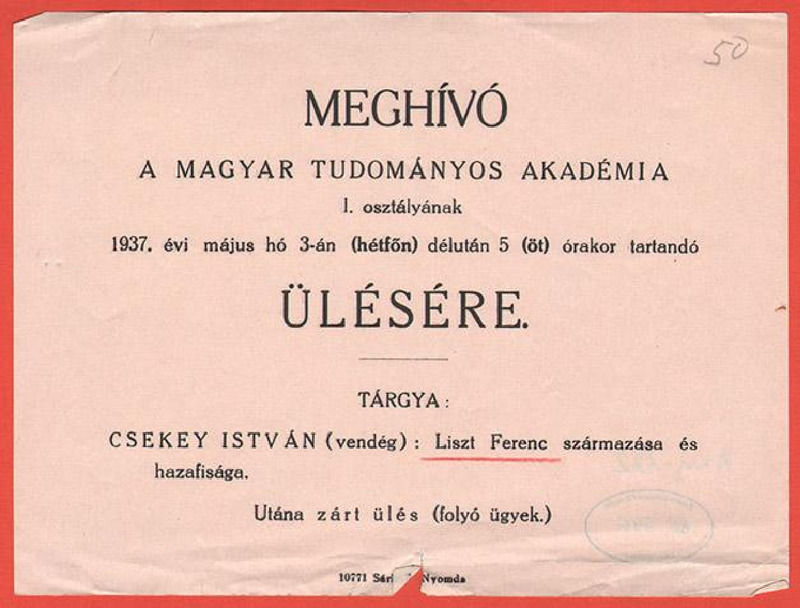 50
MEGHÍVÓ
A MAGYAR TUDOMÁNYOS AKADÉMIA
I. osztályának
1937. évi május hó 3-án (hétfőn) délután 5 (öt) órakor tartandó
ÜLÉSÉRE.
TÁRGYA:
CSEKEY ISTVÁN (vendég): Liszt Ferenc származása és
hazafisága.
Utána zárt ülés (folyó ügyek.)
10771 Nyomda